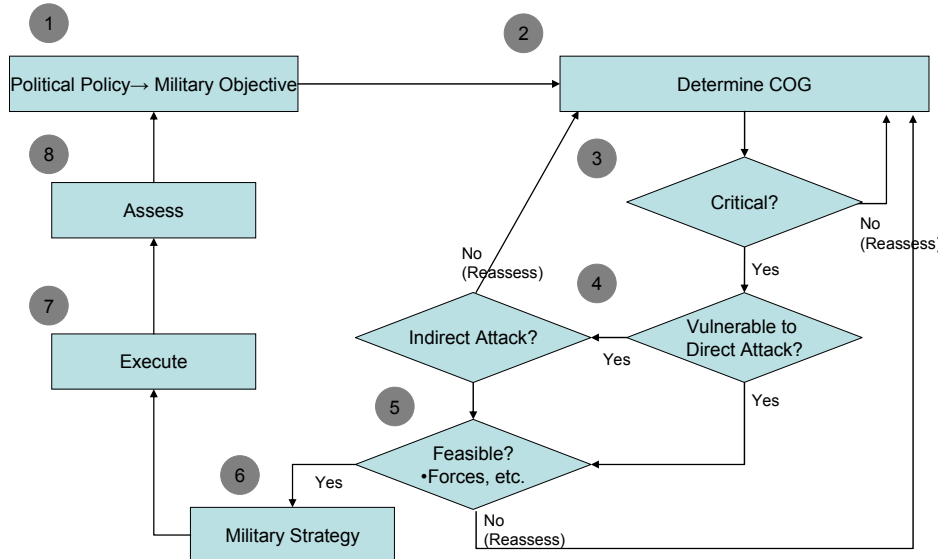 1
2
Political Policy→ Military Objective
Determine COG
3
8
Critical?
Assess
No
(Reassess)
No
(Reassess)
Yes
4
7
Indirect Attack?
Vulnerable to
Direct Attack?
Yes
Execute
Yes
5
Feasible?
•Forces, etc.
6
Yes
Military Strategy
No
(Reassess)